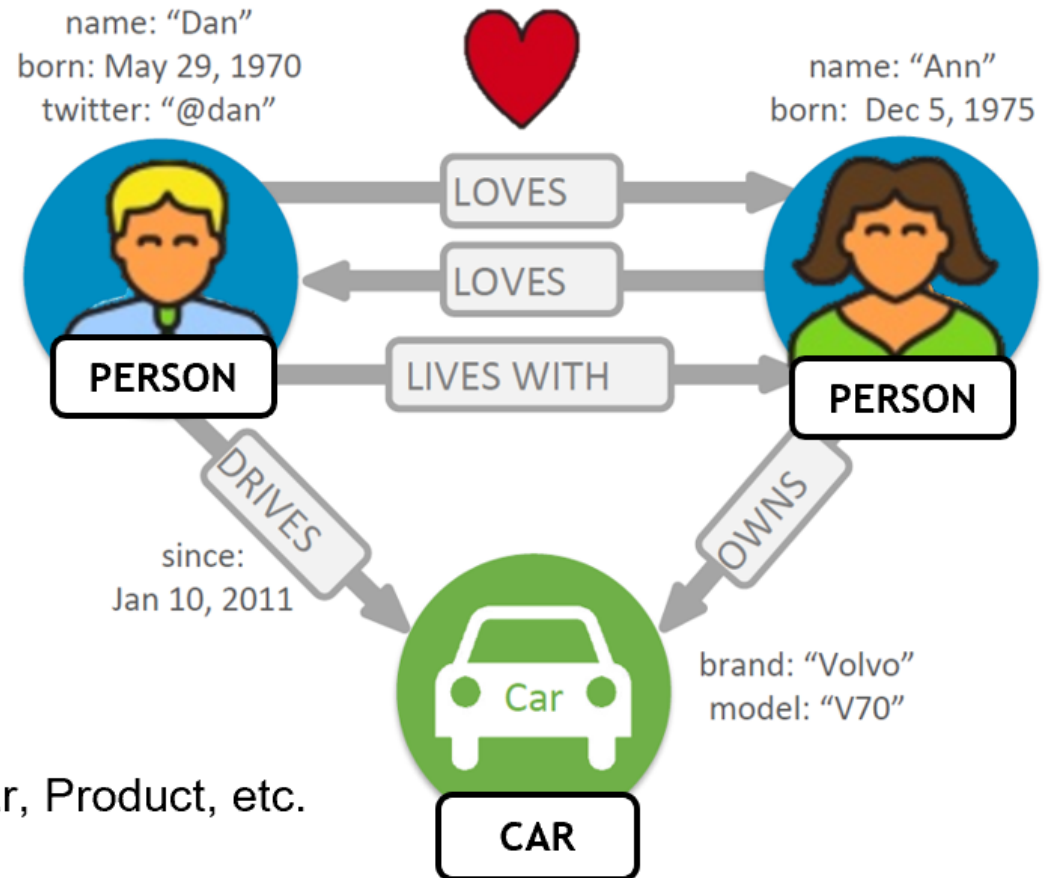 name: “Dan”
born: May 29, 1970
twitter: “@dan”
name: “Ann”
born: Dec 5, 1975
LOVES
LOVES
LIVES WITH
PERSON
PERSON
DRIVES
OWNS
since:
Jan 10, 2011
brand: “Volvo”
model: “V70”
Car
r, Product, etc.
CAR